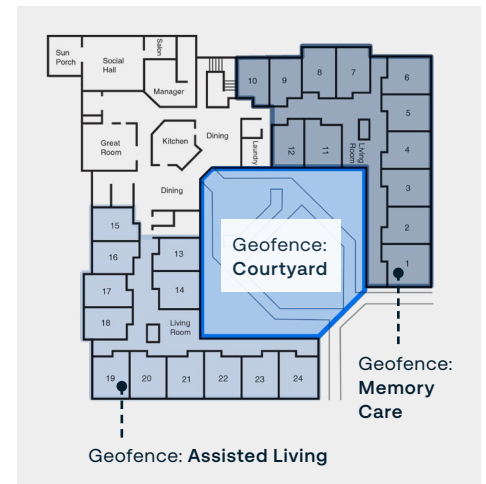 Sun
Porch
Social
Hall
Salon
Manager
10
9
8
7
6
5
4
3
2
1
Great
Room
Kitchen
Dining
Laundry
12
11
Living
Room
Dining
15
16
17
18
13
14
Living
Room
19
20
21
22
23
24
Geofence:
Courtyard
Geofence:
Memory
Care
Geofence: Assisted Living